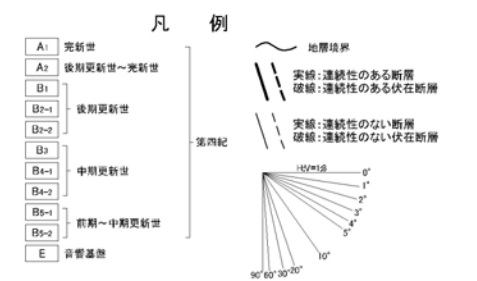 凡 例
A1 完新世
A2 後期更新世～完新世
B1
B2-1 後期更新世
B2-2
B3
B4-1 中期更新世
B4-2
B5-1
前期～中期更新世
B5-2
E 音響基盤
第四紀
地層境界
実線：連続性のある断層
破線：連続性のある伏在断層
実線：連続性のない断層
破線：連続性のない伏在断層
H:V=1:6
0°
1°
2°
3°
4°
5°
10°
90° 60° 30° 20°